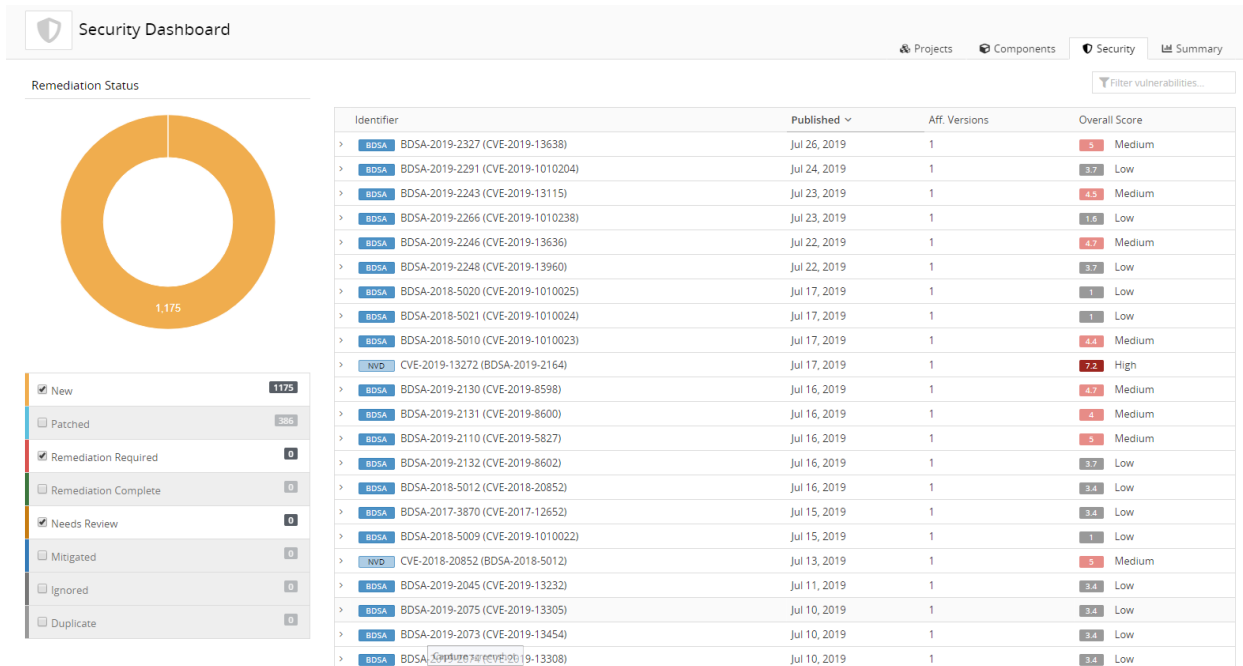 Security Dashboard
Projects Components Security Summary
Remediation Status
Filter vulnerabilities...
Identifier Published Aff. Versions Overall Score
BDSA BDSA-2019-2327 (CVE-2019-13638) Jul 26, 2019 1 5 Medium
BDSA BDSA-2019-2291 (CVE-2019-1010204) Jul 24, 2019 1 3.7 Low
BDSA BDSA-2019-2243 (CVE-2019-13115) Jul 23, 2019 1 4.5 Medium
BDSA BDSA-2019-2266 (CVE-2019-1010238) Jul 23, 2019 1 1.6 Low
BDSA BDSA-2019-2246 (CVE-2019-13636) Jul 22, 2019 1 4.7 Medium
BDSA BDSA-2019-2248 (CVE-2019-13960) Jul 22, 2019 1 3.7 Low
BDSA BDSA-2018-5020 (CVE-2019-1010025) Jul 17, 2019 1 1 Low
BDSA BDSA-2018-5021 (CVE-2019-1010024) Jul 17, 2019 1 1 Low
BDSA BDSA-2018-5010 (CVE-2019-1010023) Jul 17, 2019 1 4.4 Medium
NVD CVE-2019-13272 (BDSA-2019-2164) Jul 17, 2019 1 7.2 High
BDSA BDSA-2019-2130 (CVE-2019-8598) Jul 16, 2019 1 4.7 Medium
BDSA BDSA-2019-2131 (CVE-2019-8600) Jul 16, 2019 1 4 Medium
BDSA BDSA-2019-2110 (CVE-2019-5827) Jul 16, 2019 1 5 Medium
BDSA BDSA-2019-2132 (CVE-2019-8602) Jul 16, 2019 1 3.7 Low
BDSA BDSA-2018-5012 (CVE-2018-20852) Jul 16, 2019 1 3.4 Low
BDSA BDSA-2017-3870 (CVE-2017-12652) Jul 15, 2019 1 3.4 Low
BDSA BDSA-2018-5009 (CVE-2019-1010022) Jul 15, 2019 1 1 Low
NVD CVE-2018-20852 (BDSA-2018-5012) Jul 13, 2019 1 5 Medium
BDSA BDSA-2019-2045 (CVE-2019-13232) Jul 11, 2019 1 3.4 Low
BDSA BDSA-2019-2075 (CVE-2019-13305) Jul 10, 2019 1 3.4 Low
BDSA BDSA-2019-2073 (CVE-2019-13454) Jul 10, 2019 1 3.4 Low
BDSA Jul 10, 2019 1 3.4 Low
1,175
New 1175
Patched 386
Remediation Required 0
Remediation Complete 0
Needs Review 0
Mitigated 0
Ignored 0
Duplicate 0